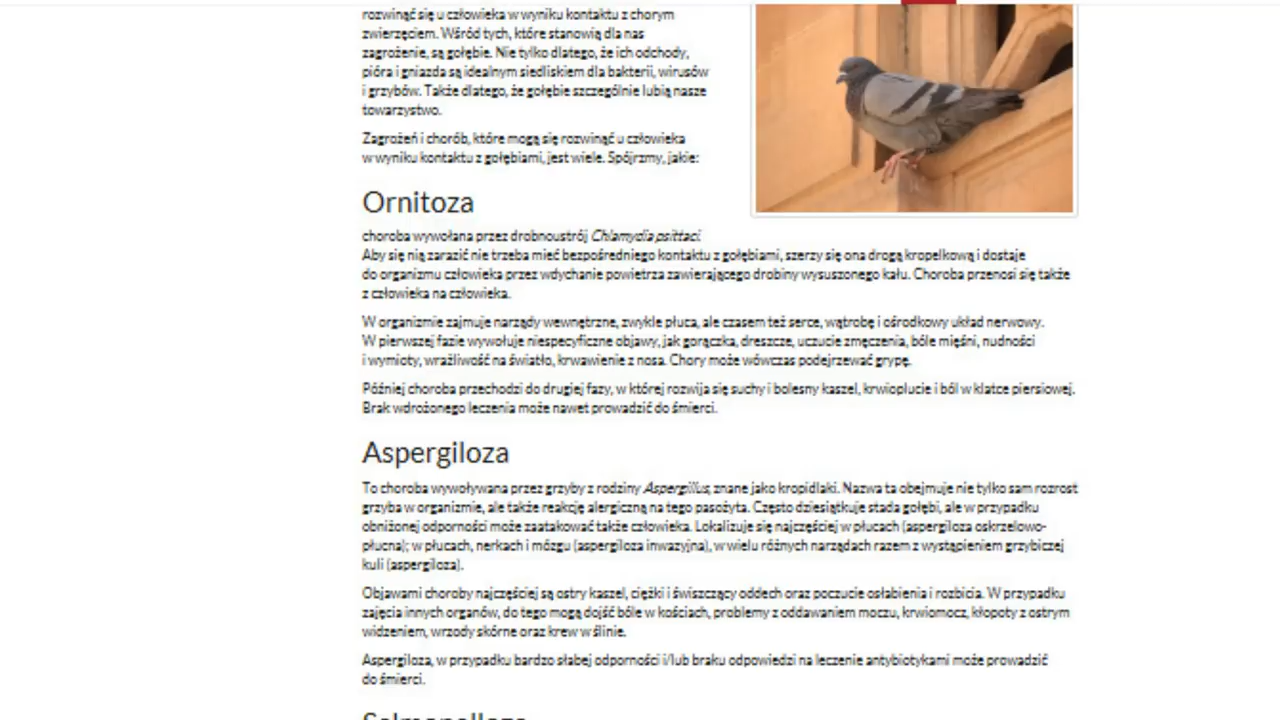 rozwinąć się u człowieka w wyniku kontaktu z chorym
zwierzęciem. Wśród tych, które stanowią dla nas
zagrożenie, są gołębie. Nie tylko dlatego, że ich odchody,
pióra i gniazda są idealnym siedliskiem dla bakterii, wirusów
i grzybów. Także dlatego, że gołębie szczególnie lubią nasze
towarzystwo.
Zagrożeń i chorób, które mogą się rozwinąć u człowieka
w wyniku kontaktu z gołębiami, jest wiele. Spójrzmy, jakie:
Ornitoza
choroba wywołana przez drobnoustrój Chlamydia psittaci.
Aby się nią zarazić nie trzeba mieć bezpośredniego kontaktu z gołębiami, szerzy się ona drogą kropelkową i dostaje
do organizmu człowieka przez wdychanie powietrza zawierającego drobiny wysuszonego kału. Choroba przenosi się także
z człowieka na człowieka.
W organizmie zajmuje narządy wewnętrzne, zwykle płuca, ale czasem też serce, wątrobę i ośrodkowy układ nerwowy.
W pierwszej fazie wywołuje niespecyficzne objawy, jak gorączka, dreszcze, uczucie zmęczenia, bóle mięśni, nudności
i wymioty, wrażliwość na światło, krwawienie z nosa. Chory może wówczas podejrzewać grypę.
Później choroba przechodzi do drugiej fazy, w której rozwija się suchy i bolesny kaszel, krwioplucie i ból w klatce piersiowej.
Brak wdrożonego leczenia może nawet prowadzić do śmierci.
Aspergiloza
To choroba wywoływana przez grzyby z rodziny Aspergillus, znane jako kropidlaki. Nazwa ta obejmuje nie tylko sam rozrost
grzyba w organizmie, ale także reakcję alergiczną na tego pasożyta. Często dziesiątkuje stada gołębi, ale w przypadku
obniżonej odporności może zaatakować także człowieka. Lokalizuje się najczęściej w płucach (aspergiloza oskrzelowo-
płucna); w płucach, nerkach i mózgu (aspergiloza inwazyjna), w wielu różnych narządach razem z wystąpieniem grzybiczej
kuli (aspergiloza).
Objawami choroby najczęściej są ostry kaszel, ciężki i świszczący oddech oraz poczucie osłabienia i rozbicia. W przypadku
zajęcia innych organów, do tego mogą dojść bóle w kościach, problemy z oddawaniem moczu, krwiomocz, kłopoty z ostrym
widzeniem, wrzody skórne oraz krew w ślinie.
Aspergiloza, w przypadku bardzo słabej odporności i/lub braku odpowiedzi na leczenie antybiotykami może prowadzić
do śmierci.
Salmonelloza